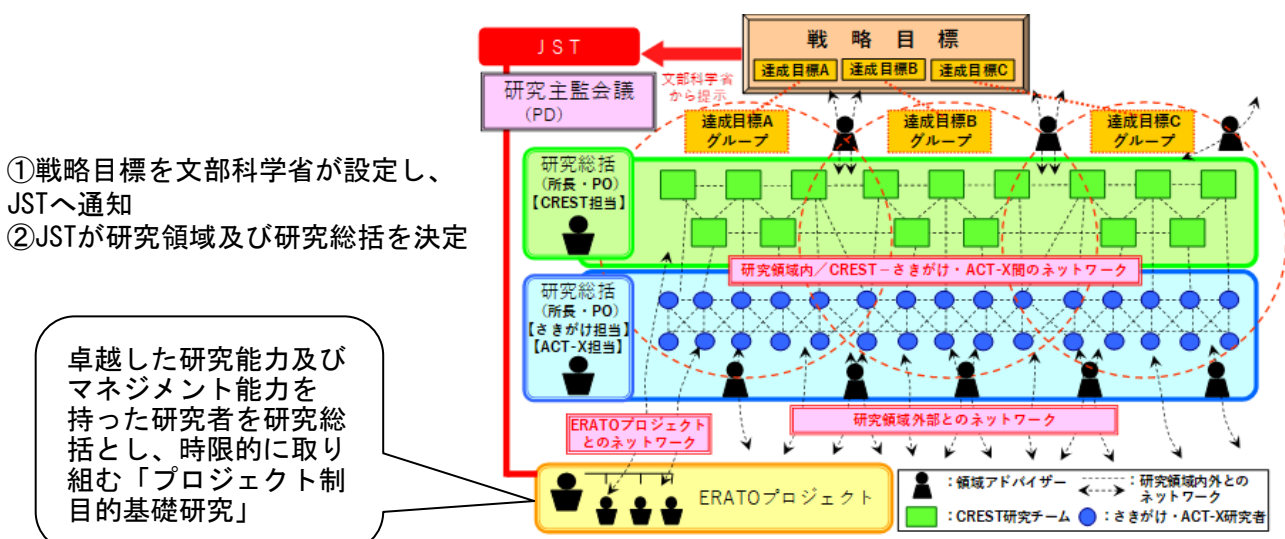 ①戦略目標を文部科学省が設定し、
JSTへ通知
②JSTが研究領域及び研究総括を決定
卓越した研究能力及び
マネジメント能力を
持った研究者を研究総
括とし、時限的に取り
組む「プロジェクト制
目的基礎研究」
JST
研究主監会議
(PD)
文部科学省
から提示
戦略目標
達成目標A
達成目標B
達成目標C
達成目標A
グループ
達成目標B
グループ
達成目標C
グループ
研究総括
(所長・PO)
【CREST担当】
研究領域内／CREST－さきがけ・ACT-X間のネットワーク
研究総括
(所長・PO)
【さきがけ担当】
【ACT-X担当】
ERATOプロジェクト
とのネットワーク
研究領域外部とのネットワーク
ERATOプロジェクト
：領域アドバイザー
：研究領域内外との
ネットワーク
：CREST研究チーム
：さきがけ・ACT-X研究者